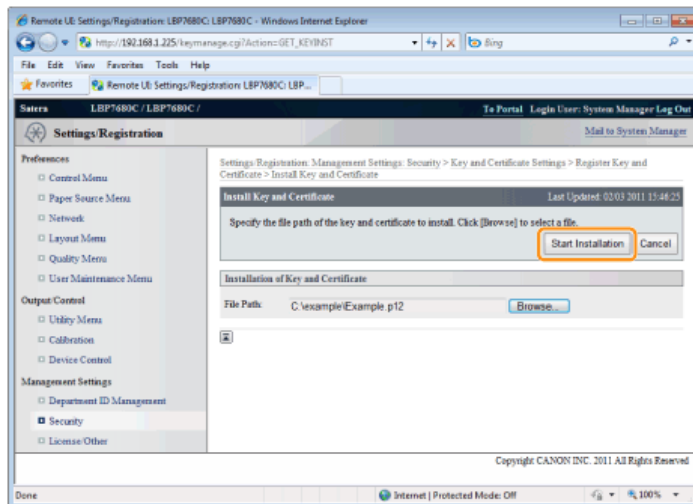 Remote UI: Settings/Registration: LBP7680C: LBP7680C - Windows Internet Explorer
http://192.168.1.225/keymanage.cgi?Action=GET_KEYINST
Bing
File Edit View Favorites Tools Help
Favorites
Remote UI: Settings/Registration: LBP7680C: LBP...
Satera LBP7680C / LBP7680C /
To Portal Login User: System Manager Log Out
Settings/Registration
Mail to System Manager
Preferences
Control Menu
Paper Source Menu
Network
Layout Menu
Quality Menu
User Maintenance Menu
Output/Control
Utility Menu
Calibration
Device Control
Management Settings
Department ID Management
Security
License/Other
Settings/Registration: Management Settings: Security > Key and Certificate Settings > Register Key and
Certificate > Install Key and Certificate
Install Key and Certificate
Last Updated: 02/03 2011 15:46:25
Specify the file path of the key and certificate to install. Click [Browse] to select a file.
Start Installation Cancel
Installation of Key and Certificate
File Path: C:\example\Example.p12 Browse...
Copyright CANON INC. 2011 All Rights Reserved
Done
Internet | Protected Mode: Off
100%